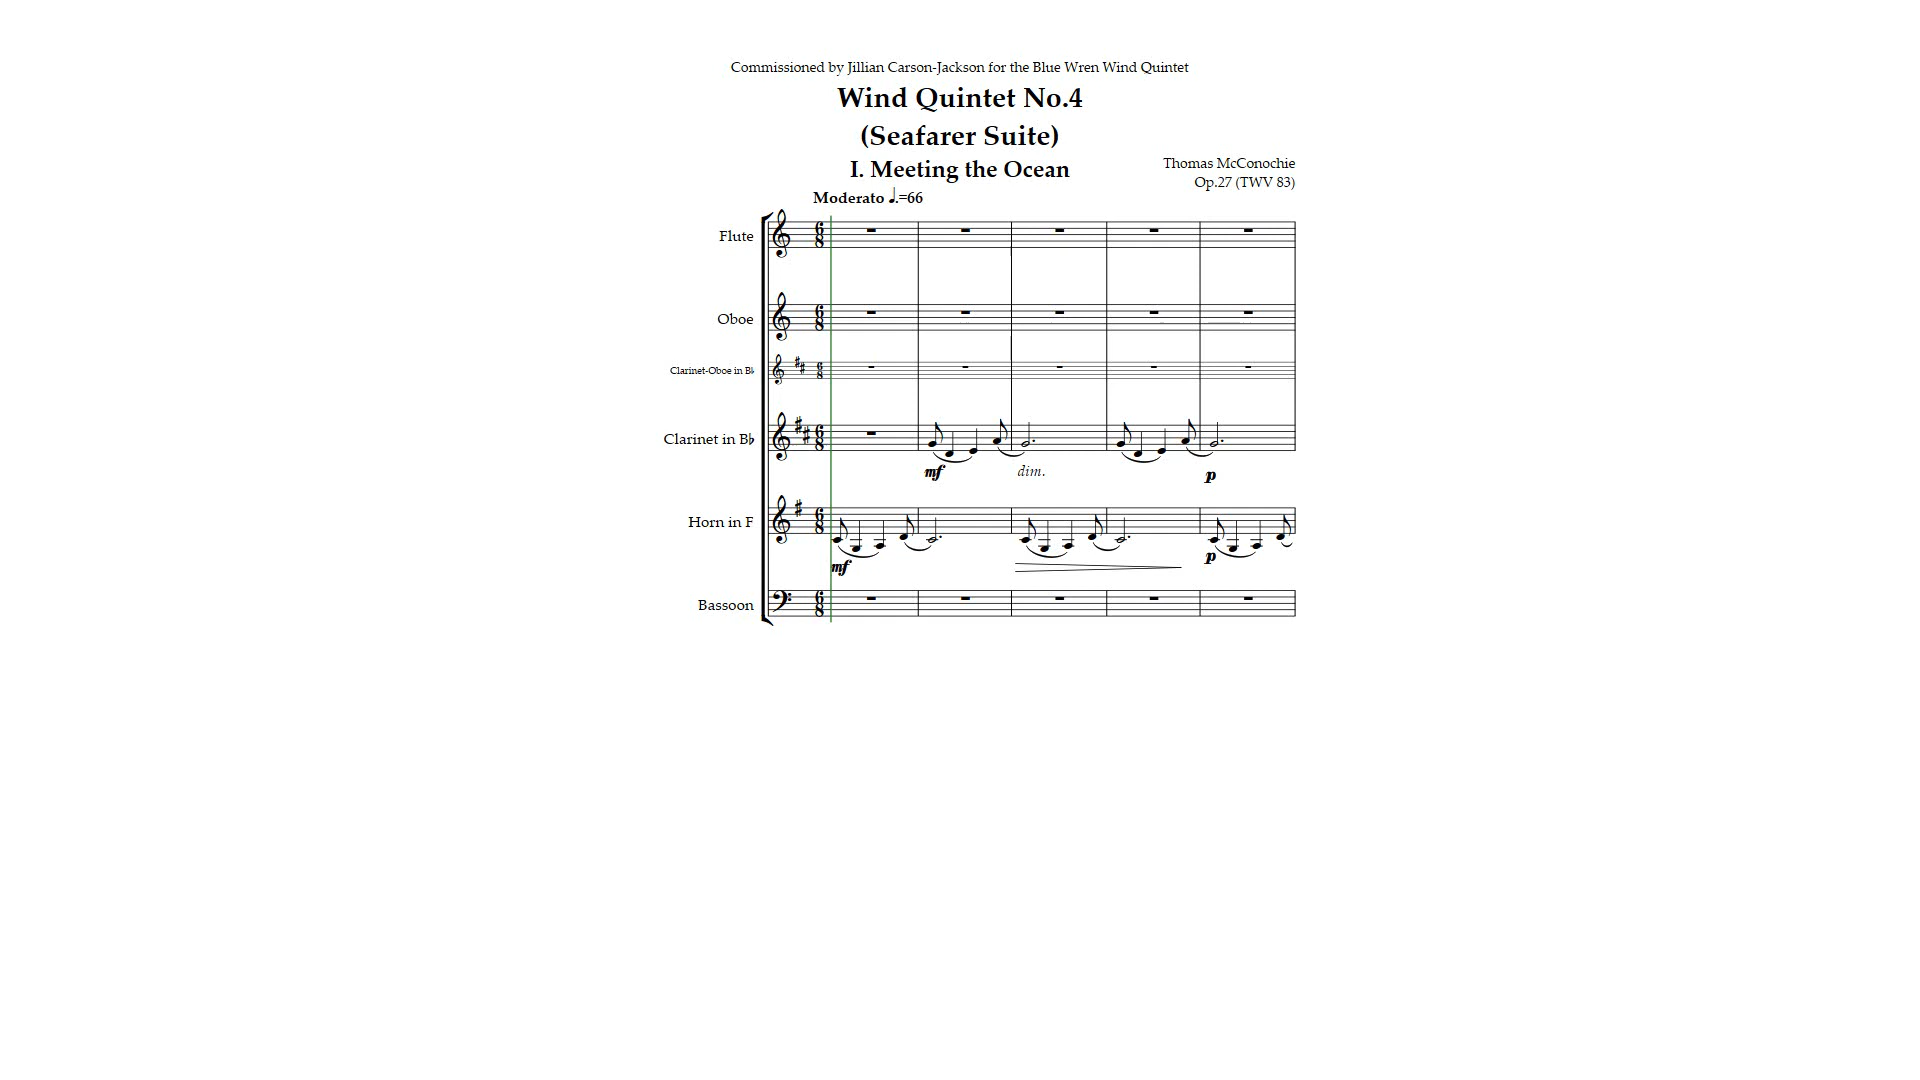 Commissioned by Jillian Carson-Jackson for the Blue Wren Wind Quintet
Wind Quintet No.4
(Seafarer Suite)
I. Meeting the Ocean
Thomas McConochie
Op.27 (TWV 83)
Moderato ♩.=66
Flute
Oboe
Clarinet-Oboe in B♭
Clarinet in B♭
mf dim. p
Horn in F
mf p
Bassoon